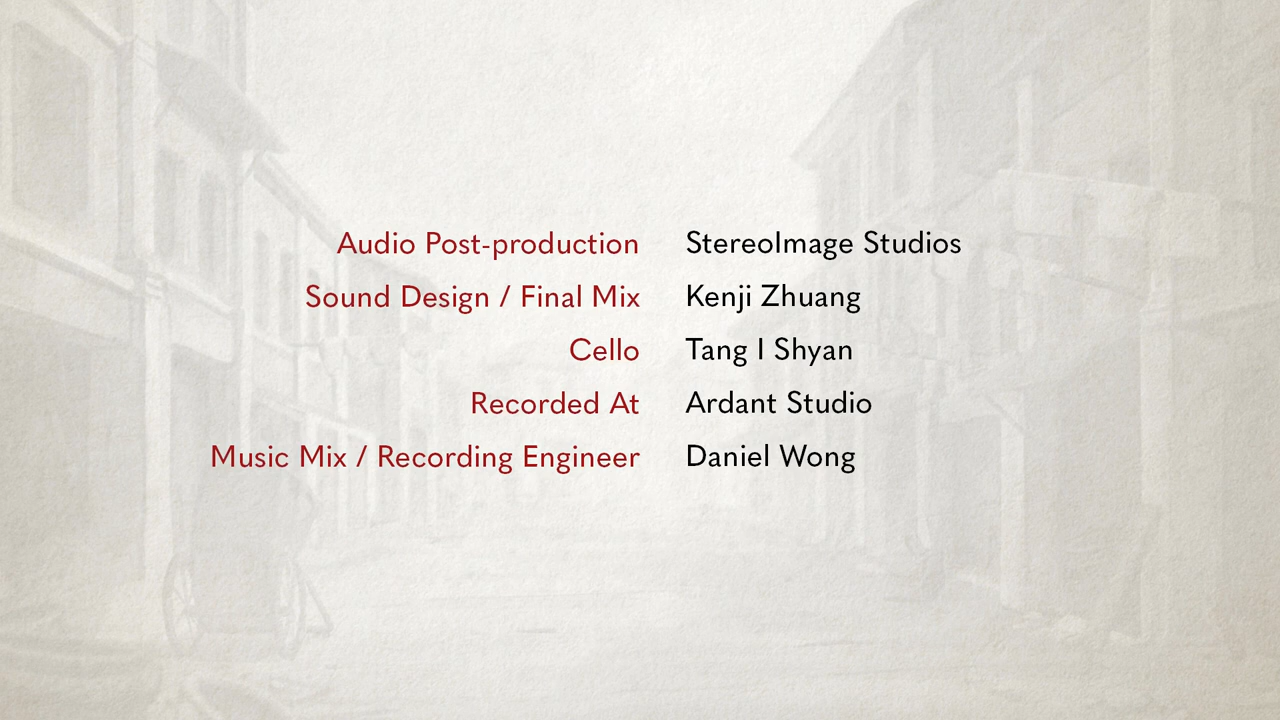 Audio Post-production StereoImage Studios
Sound Design / Final Mix Kenji Zhuang
Cello Tang I Shyan
Recorded At Ardant Studio
Music Mix / Recording Engineer Daniel Wong